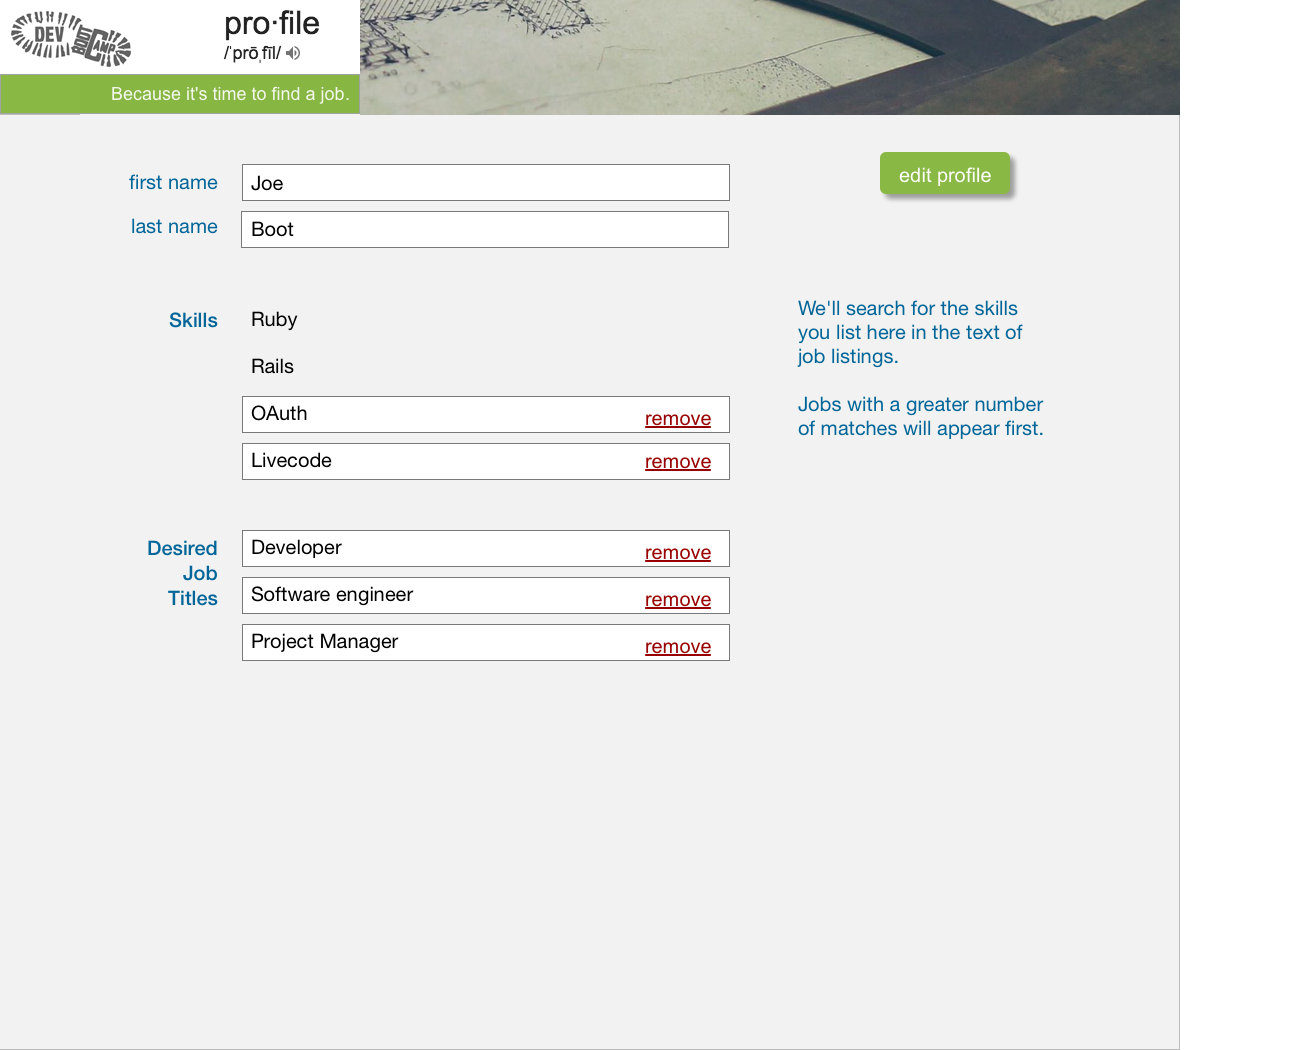 DEV
BOOT
CAMP
pro·file
/ˈprōˌfīl/
Because it's time to find a job.
edit profile
first name
Joe
last name
Boot
Skills
Ruby
Rails
OAuth
remove
Livecode
remove
We'll search for the skills
you list here in the text of
job listings.
Jobs with a greater number
of matches will appear first.
Desired
Job
Titles
Developer
remove
Software engineer
remove
Project Manager
remove